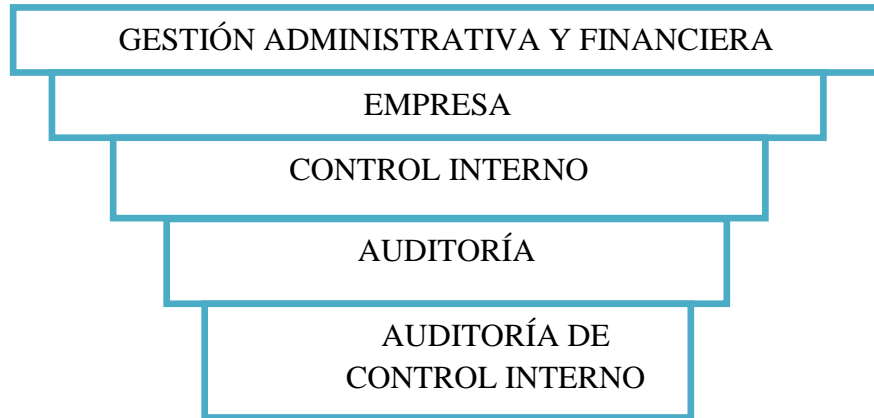 GESTIÓN ADMINISTRATIVA Y FINANCIERA
EMPRESA
CONTROL INTERNO
AUDITORÍA
AUDITORÍA DE
CONTROL INTERNO